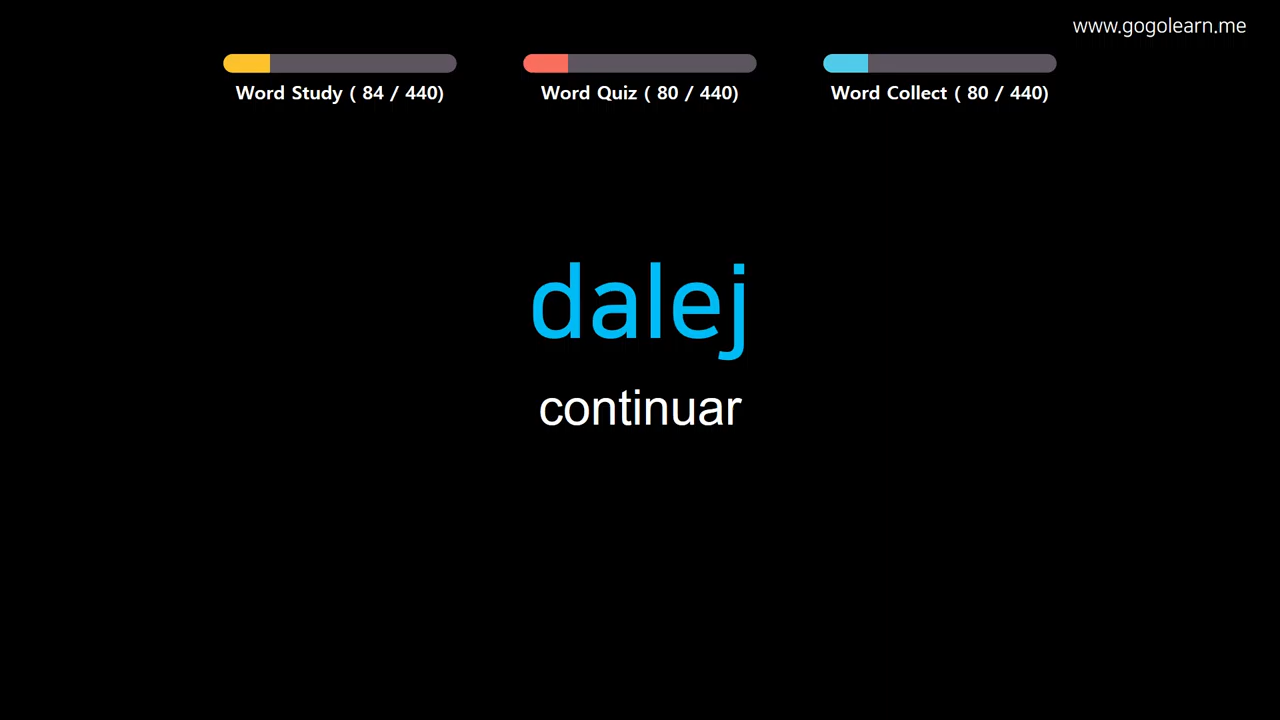 www.gogolearn.me
Word Study ( 84 / 440)
Word Quiz ( 80 / 440)
Word Collect ( 80 / 440)
dalej
continuar